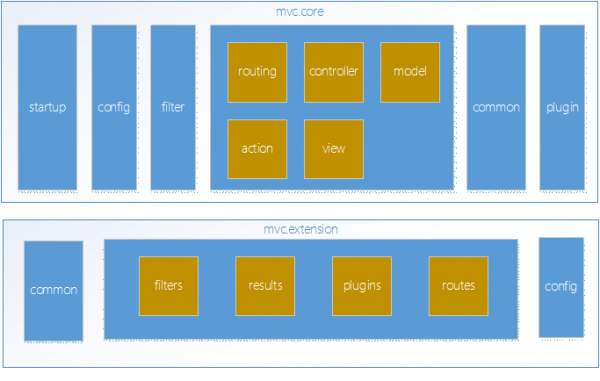 mvc.core
routing controller model
startup config filter common plugin
action view
mvc.extension
common filters results plugins routes config